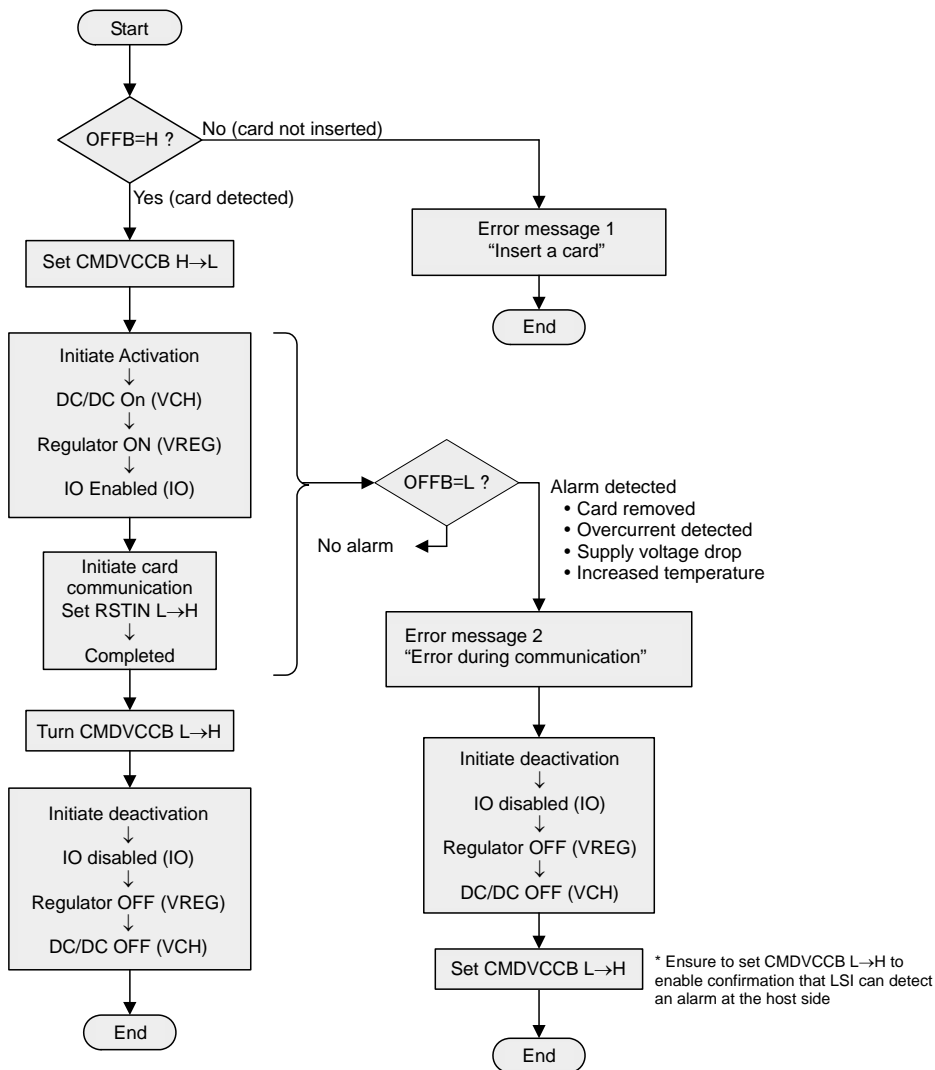 Start
OFFB=H ?
No (card not inserted)
Yes (card detected)
Error message 1
“Insert a card”
End
Set CMDVCCB H→L
Initiate Activation
↓
DC/DC On (VCH)
↓
Regulator ON (VREG)
↓
IO Enabled (IO)
OFFB=L ?
No alarm
Alarm detected
• Card removed
• Overcurrent detected
• Supply voltage drop
• Increased temperature
Initiate card
communication
Set RSTIN L→H
↓
Completed
Error message 2
“Error during communication”
Turn CMDVCCB L→H
Initiate deactivation
↓
IO disabled (IO)
↓
Regulator OFF (VREG)
↓
DC/DC OFF (VCH)
End
Initiate deactivation
↓
IO disabled (IO)
↓
Regulator OFF (VREG)
↓
DC/DC OFF (VCH)
Set CMDVCCB L→H
* Ensure to set CMDVCCB L→H to
enable confirmation that LSI can detect
an alarm at the host side
End